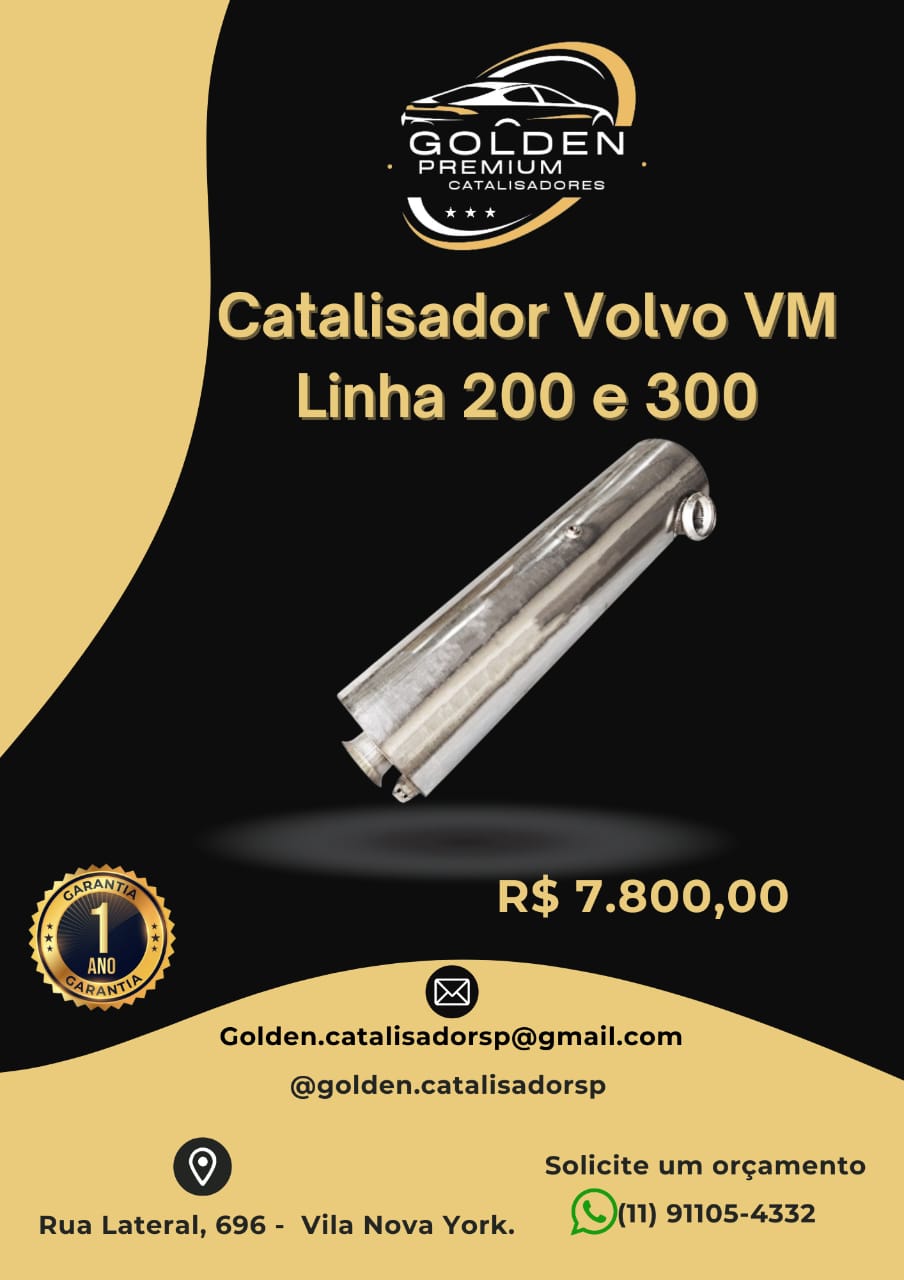 GOLDEN
PREMIUM
CATALISADORES
Catalisador Volvo VM
Linha 200 e 300
R$ 7.800,00
GARANTIA
1
ANO
GARANTIA
Golden.catalisadorsp@gmail.com
@golden.catalisadorsp
Rua Lateral, 696 - Vila Nova York.
Solicite um orçamento
(11) 91105-4332